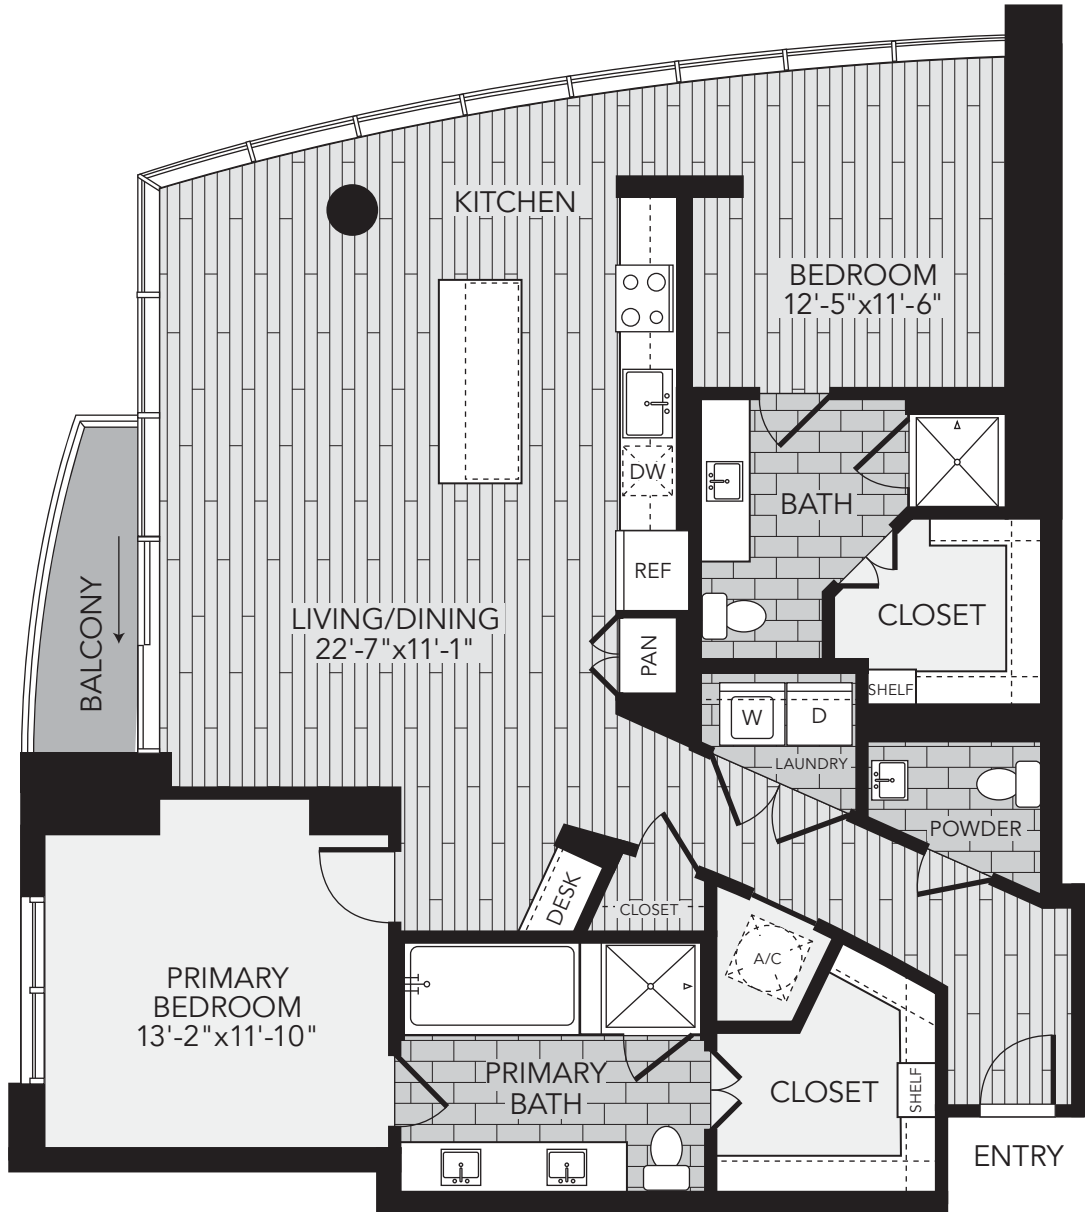 KITCHEN
BEDROOM
12'-5"x11'-6"
DW
BATH
REF
BALCONY
LIVING/DINING
22'-7"x11'-1"
PAN
CLOSET
SHELF
W
D
LAUNDRY
POWDER
DESK
CLOSET
A/C
PRIMARY
BEDROOM
13'-2"x11'-10"
PRIMARY
BATH
CLOSET
SHELF
ENTRY